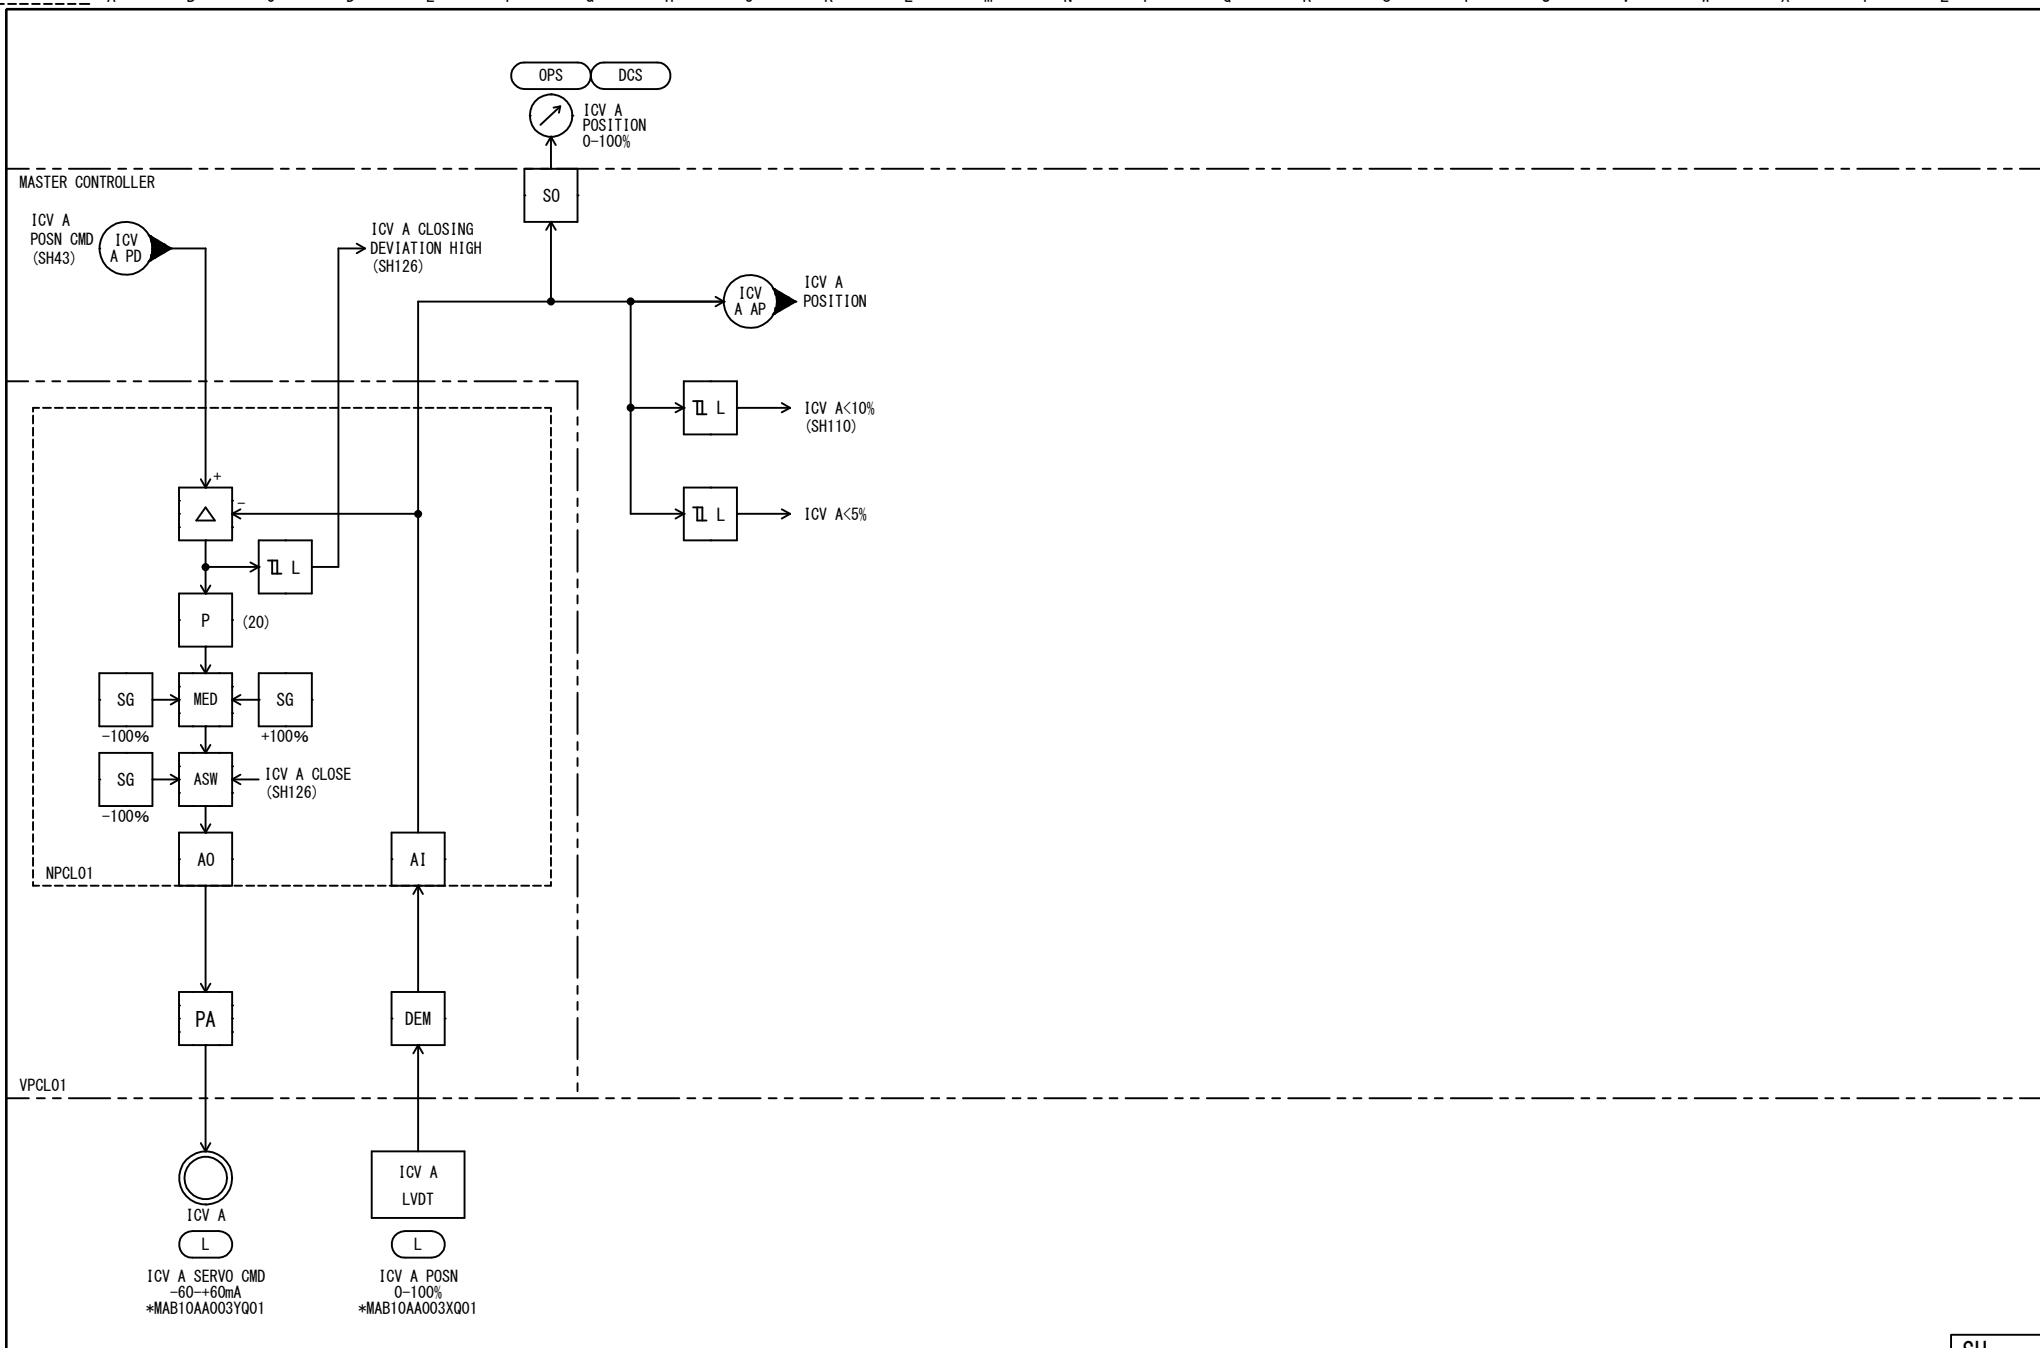 OPS
DCS
ICV A
POSITION
0-100%
MASTER CONTROLLER
SO
ICV A
POSN CMD
(SH43)
ICV
A PD
ICV A CLOSING
DEVIATION HIGH
(SH126)
ICV
A AP
ICV A
POSITION
L
ICV A<10%
(SH110)
+
-
L
ICV A<5%
L
P
(20)
SG
MED
SG
-100%
+100%
SG
ASW
ICV A CLOSE
(SH126)
-100%
AO
AI
NPCL01
PA
DEM
VPCL01
ICV A
LVDT
ICV A
L
L
ICV A SERVO CMD
-60-+60mA
*MAB10AA003YQ01
ICV A POSN
0-100%
*MAB10AA003XQ01